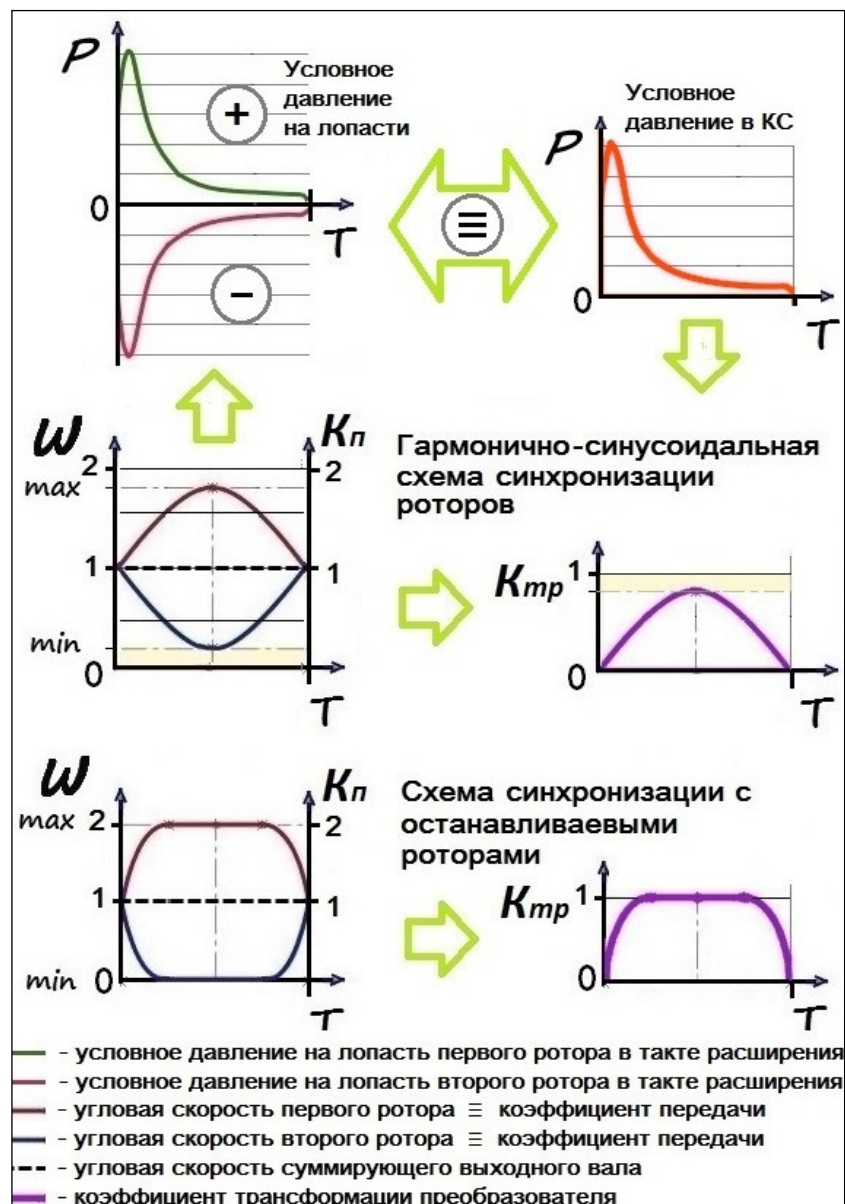 P
+
Условное
давление
на лопасти
0
T
−
≡
Условное
давление в КС
P
0
T
ω
Kп
2
max
1
min
0
2
1
T
Гармонично-синусоидальная
схема синхронизации
роторов
Kтр
1
0
T
ω
Kп
max 2
1
min 0
2
1
T
Схема синхронизации с
останавливаевыми
роторами
Kтр
1
0
T
- условное давление на лопасть первого ротора в такте расширения
- условное давление на лопасть второго ротора в такте расширения
- угловая скорость первого ротора ≡ коэффициент передачи
- угловая скорость второго ротора ≡ коэффициент передачи
- угловая скорость суммирующего выходного вала
- коэффициент трансформации преобразователя